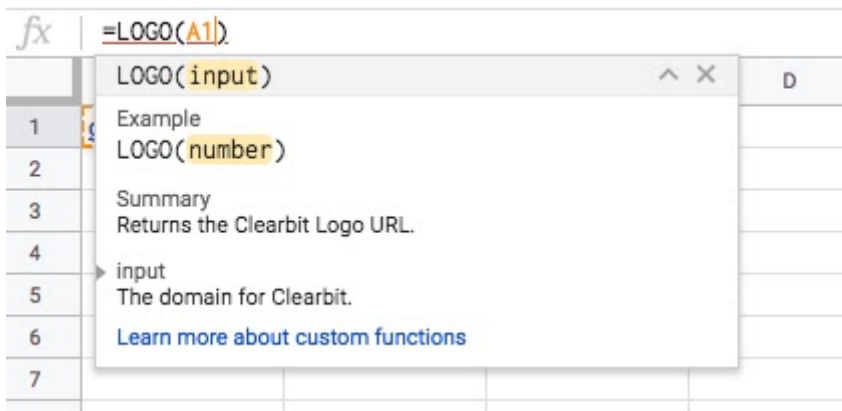 fx =LOGO(A1)
LOGO(input)
D
1
Example
LOGO(number)
2
Summary
3
Returns the Clearbit Logo URL.
4
input
5
The domain for Clearbit.
6
Learn more about custom functions
7